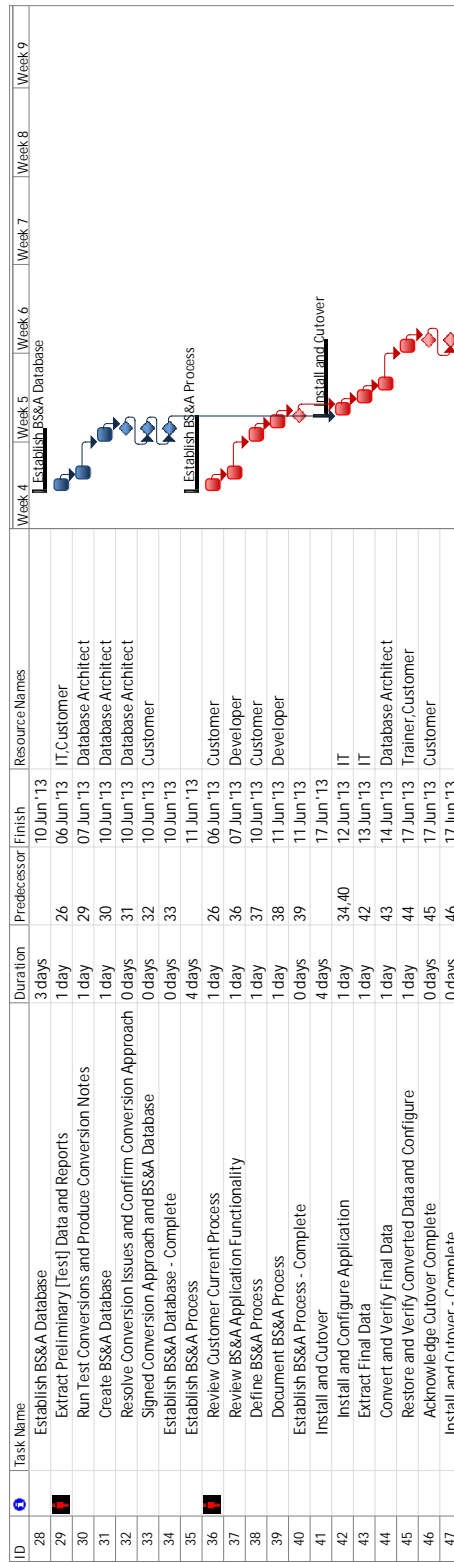 ID Task Name Duration Predecessor Finish Resource Names Week 4 Week 5 Week 6 Week 7 Week 8 Week 9
28 Establish BS&A Database 3 days 10 Jun '13 Establish BS&A Database
29 Extract Preliminary [Test] Data and Reports 1 day 26 06 Jun '13 IT,Customer
30 Run Test Conversions and Produce Conversion Notes 1 day 29 07 Jun '13 Database Architect
31 Create BS&A Database 1 day 30 10 Jun '13 Database Architect
32 Resolve Conversion Issues and Confirm Conversion Approach 0 days 31 10 Jun '13 Database Architect
33 Signed Conversion Approach and BS&A Database 0 days 32 10 Jun '13 Customer
34 Establish BS&A Database - Complete 0 days 33 10 Jun '13
35 Establish BS&A Process 4 days 11 Jun '13 Establish BS&A Process
36 Review Customer Current Process 1 day 26 06 Jun '13 Customer
37 Review BS&A Application Functionality 1 day 36 07 Jun '13 Developer
38 Define BS&A Process 1 day 37 10 Jun '13 Customer
39 Document BS&A Process 1 day 38 11 Jun '13 Developer
40 Establish BS&A Process - Complete 0 days 39 11 Jun '13
41 Install and Cutover 4 days 17 Jun '13 Install and Cutover
42 Install and Configure Application 1 day 34,40 12 Jun '13 IT
43 Extract Final Data 1 day 42 13 Jun '13 IT
44 Convert and Verify Final Data 1 day 43 14 Jun '13 Database Architect
45 Restore and Verify Converted Data and Configure 1 day 44 17 Jun '13 Trainer,Customer
46 Acknowledge Cutover Complete 0 days 45 17 Jun '13 Customer
47 Install and Cutover - Complete 0 days 46 17 Jun '13